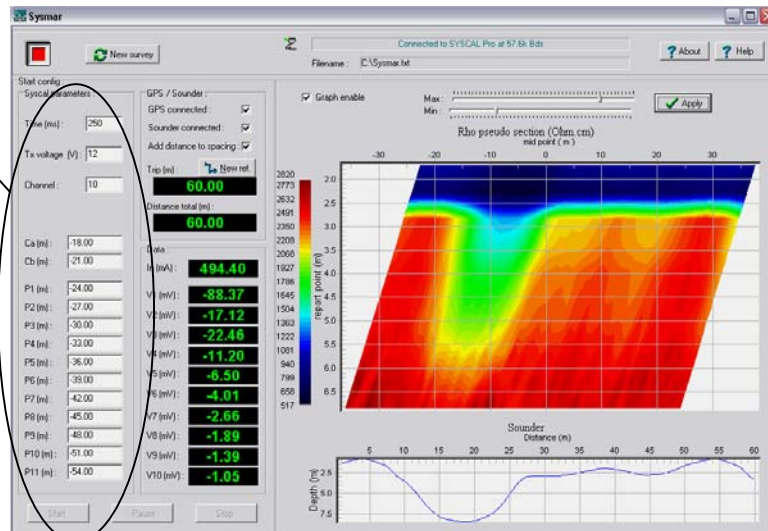 Sysmar
New survey
Connected to SYSCAL Pro at 57.6k Bds
Filename : C:\Sysmar.txt
About
Help
Start config
Syscal parameters :
Time (ms) : 250
Tx voltage (V) : 12
Channel : 10
Ca (m) : -18.00
Cb (m) : -21.00
P1 (m) : -24.00
P2 (m) : -27.00
P3 (m) : -30.00
P4 (m) : -33.00
P5 (m) : -36.00
P6 (m) : -39.00
P7 (m) : -42.00
P8 (m) : -45.00
P9 (m) : -48.00
P10 (m) : -51.00
P11 (m) : -54.00
Start
Pause
Stop
GPS / Sounder
GPS connected :
Sounder connected :
Add distance to spacing :
Trip (m) :
New ref.
60.00
Distance total (m) :
60.00
Data :
In (mA) : 494.40
V1 (mV) : -88.37
V2 (mV) : -17.12
V3 (mV) : -22.46
V4 (mV) : -11.20
V5 (mV) : -6.50
V6 (mV) : -4.01
V7 (mV) : -2.66
V8 (mV) : -1.89
V9 (mV) : -1.39
V10 (mV) : -1.05
Graph enable
Max :
Min :
Apply
Rho pseudo section (Ohm.cm)
mid point ( m )
-30 -20 -10 0 10 20 30
2820
2773
2632
2491
2350
2209
2068
1927
1786
1645
1504
1363
1222
1081
940
799
658
517
report point (m)
2.0
2.5
3.0
3.5
4.0
4.5
5.0
5.5
6.0
6.5
Sounder
Distance (m)
5 10 15 20 25 30 35 40 45 50 55 60
Depth (m)
2.5
5.0
7.5